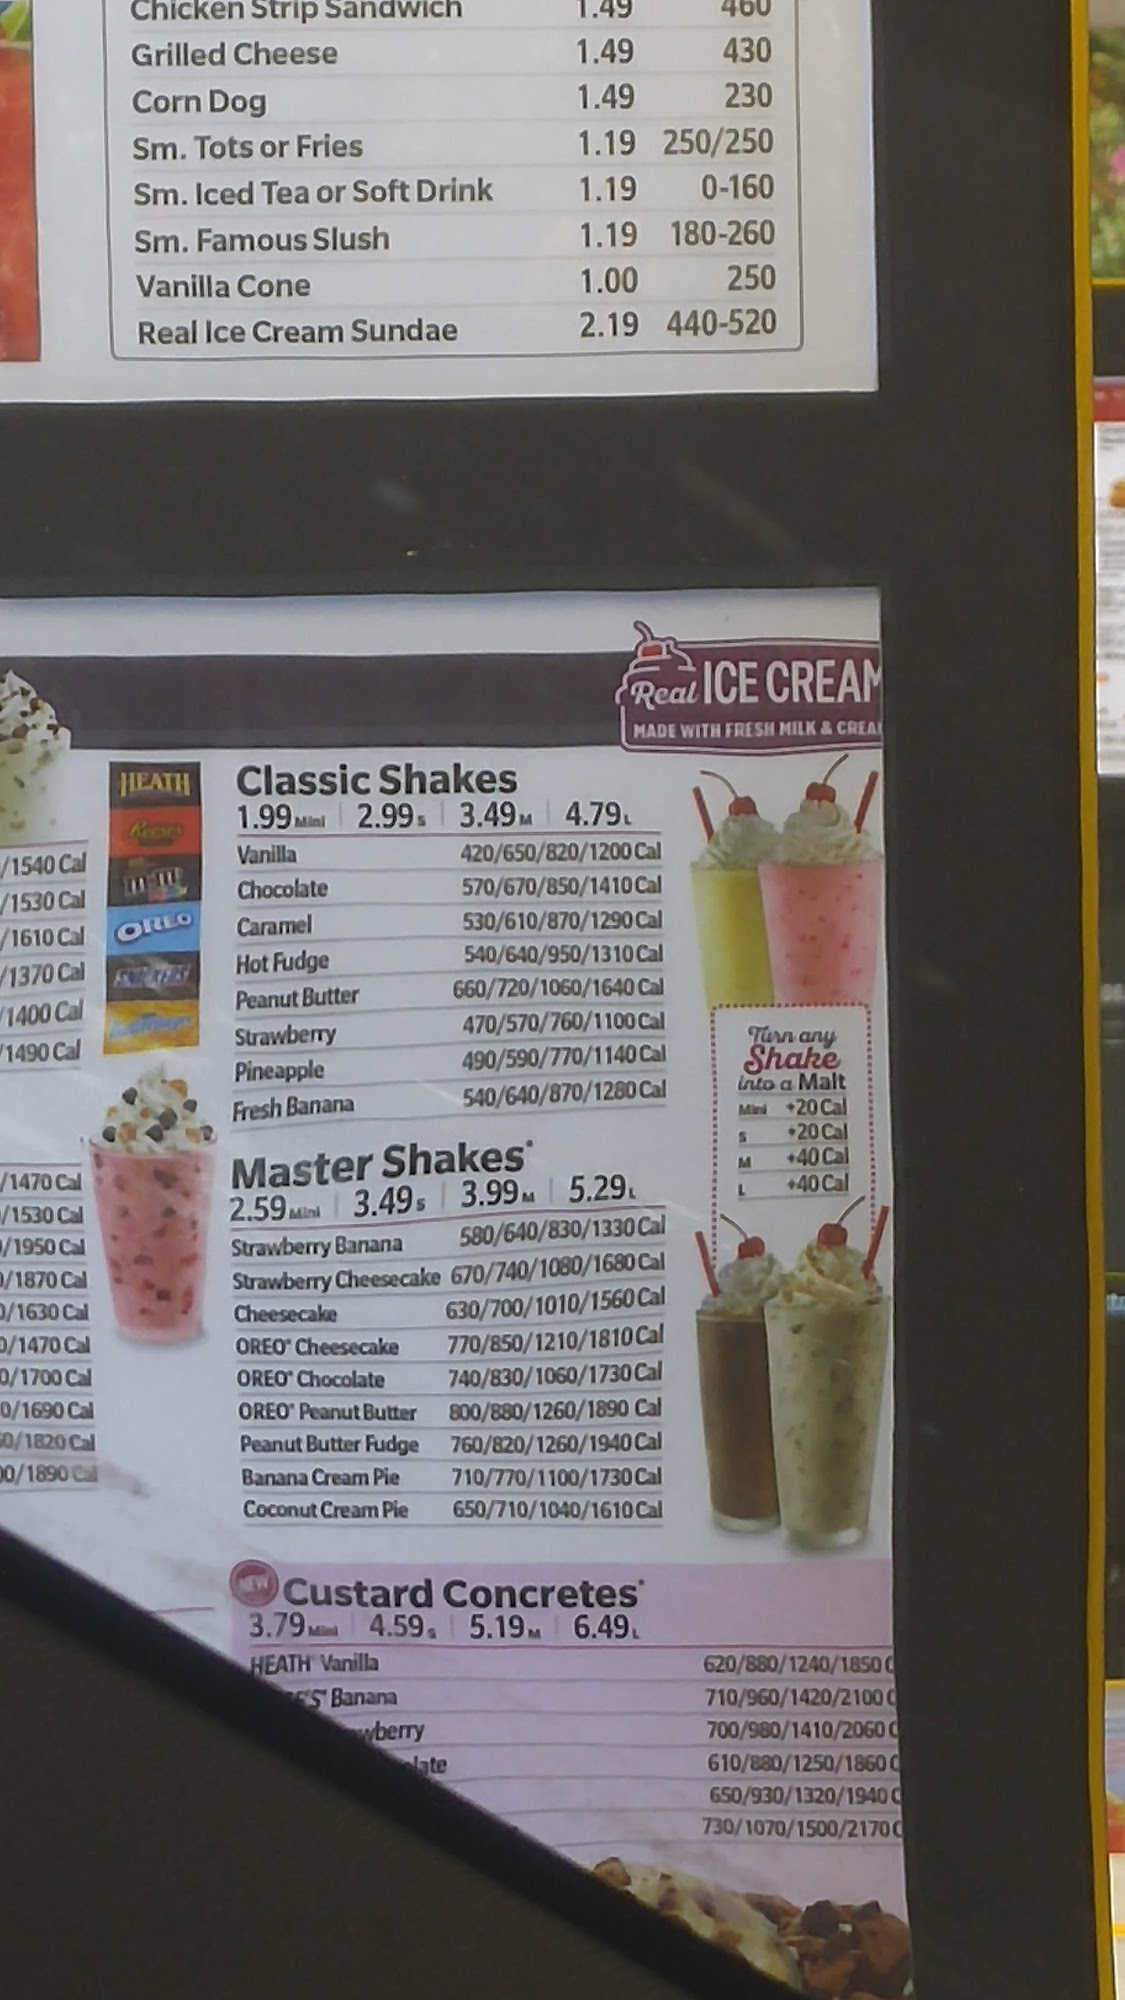 Chicken Strip Sandwich 1.49 460
Grilled Cheese 1.49 430
Corn Dog 1.49 230
Sm. Tots or Fries 1.19 250/250
Sm. Iced Tea or Soft Drink 1.19 0-160
Sm. Famous Slush 1.19 180-260
Vanilla Cone 1.00 250
Real Ice Cream Sundae 2.19 440-520
Real ICE CREAM
MADE WITH FRESH MILK & CREA
HEATH
Reese's
m&m's
OREO
SNICKERS
Butterfinger
/1540 Cal
/1530 Cal
/1610 Cal
/1370 Cal
/1400 Cal
/1490 Cal
/1470 Cal
/1530 Cal
/1950 Cal
0/1870 Cal
0/1630 Cal
0/1470 Cal
0/1700 Cal
0/1690 Cal
0/1820 Cal
00/1890 Cal
Classic Shakes
1.99 Mini | 2.99 S | 3.49 M | 4.79 L
Vanilla 420/650/820/1200 Cal
Chocolate 570/670/850/1410 Cal
Caramel 530/610/870/1290 Cal
Hot Fudge 540/640/950/1310 Cal
Peanut Butter 660/720/1060/1640 Cal
Strawberry 470/570/760/1100 Cal
Pineapple 490/590/770/1140 Cal
Fresh Banana 540/640/870/1280 Cal
Turn any
Shake
into a Malt
Mini +20 Cal
S +20 Cal
M +40 Cal
L +40 Cal
Master Shakes*
2.59 Mini | 3.49 S | 3.99 M | 5.29 L
Strawberry Banana 580/640/830/1330 Cal
Strawberry Cheesecake 670/740/1080/1680 Cal
Cheesecake 630/700/1010/1560 Cal
OREO® Cheesecake 770/850/1210/1810 Cal
OREO® Chocolate 740/830/1060/1730 Cal
OREO® Peanut Butter 800/880/1260/1890 Cal
Peanut Butter Fudge 760/820/1260/1940 Cal
Banana Cream Pie 710/770/1100/1730 Cal
Coconut Cream Pie 650/710/1040/1610 Cal
NEW Custard Concretes*
3.79 Mini | 4.59 S | 5.19 M | 6.49 L
HEATH® Vanilla 620/880/1240/1850 C
E'S® Banana 710/960/1420/2100 C
wberry 700/980/1410/2060 C
late 610/880/1250/1860 C
650/930/1320/1940 C
730/1070/1500/2170 C